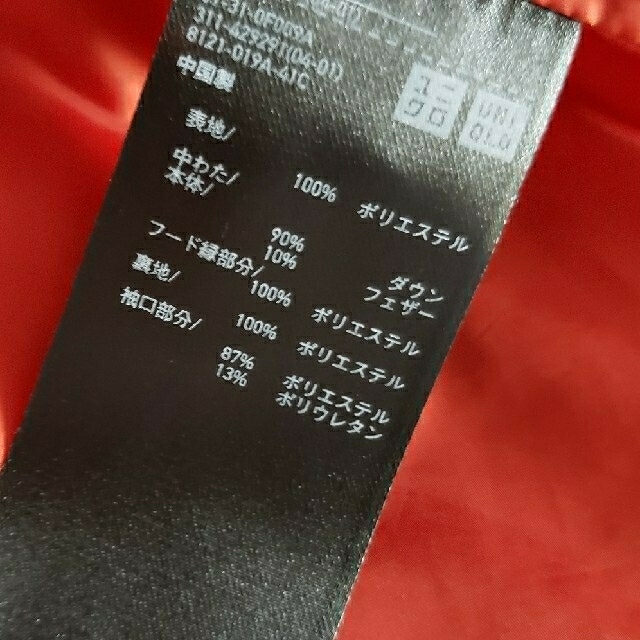 311-429291(04-01)
8121-019A-41C
中国製
ユニクロ
UNI QLO
表地/
100% ポリエステル
中わた/
本体/
90% ダウン
10% フェザー
フード縁部分/
100% ポリエステル
裏地/
100% ポリエステル
袖口部分/
87% ポリエステル
13% ポリウレタン